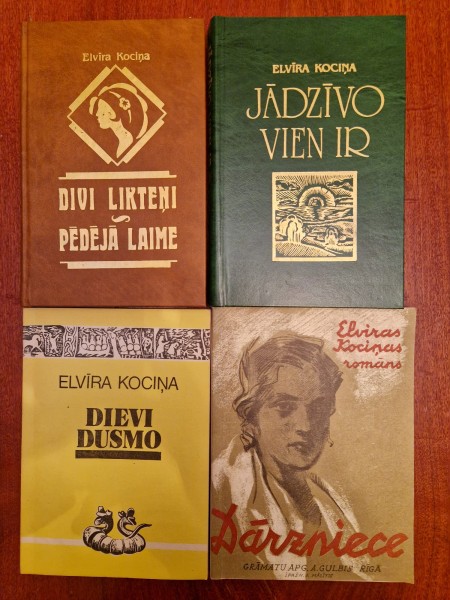 Elvīra Kociņa
DIVI LIKTEŅI
PĒDĒJĀ LAIME
ELVĪRA KOCIŅA
JĀDZĪVO
VIEN IR
ELVĪRA KOCIŅA
DIEVI
DUSMO
Elvīras
Kociņas
romāns
Dārzniece
GRĀMATU APG. A. GULBIS RĪGĀ